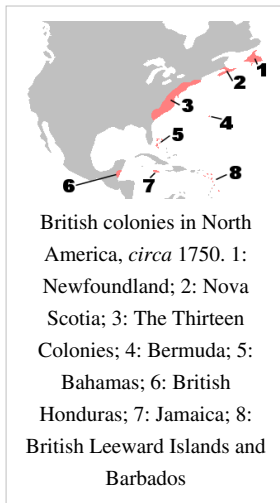 1
2
3
4
5
6
7
8
British colonies in North
America, circa 1750. 1:
Newfoundland; 2: Nova
Scotia; 3: The Thirteen
Colonies; 4: Bermuda; 5:
Bahamas; 6: British
Honduras; 7: Jamaica; 8:
British Leeward Islands and
Barbados